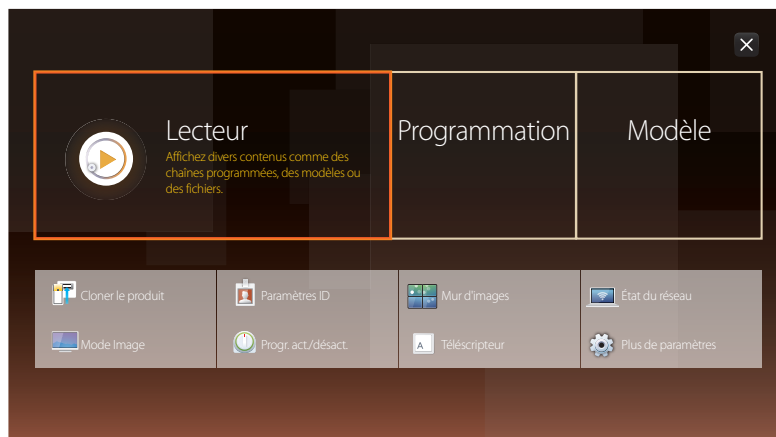 Lecteur
Affichez divers contenus comme des
chaînes programmées, des modèles ou
des fichiers.
Programmation
Modèle
Cloner le produit
Paramètres ID
Mur d'images
État du réseau
Mode Image
Progr. act./désact.
A
Téléscripteur
Plus de paramètres